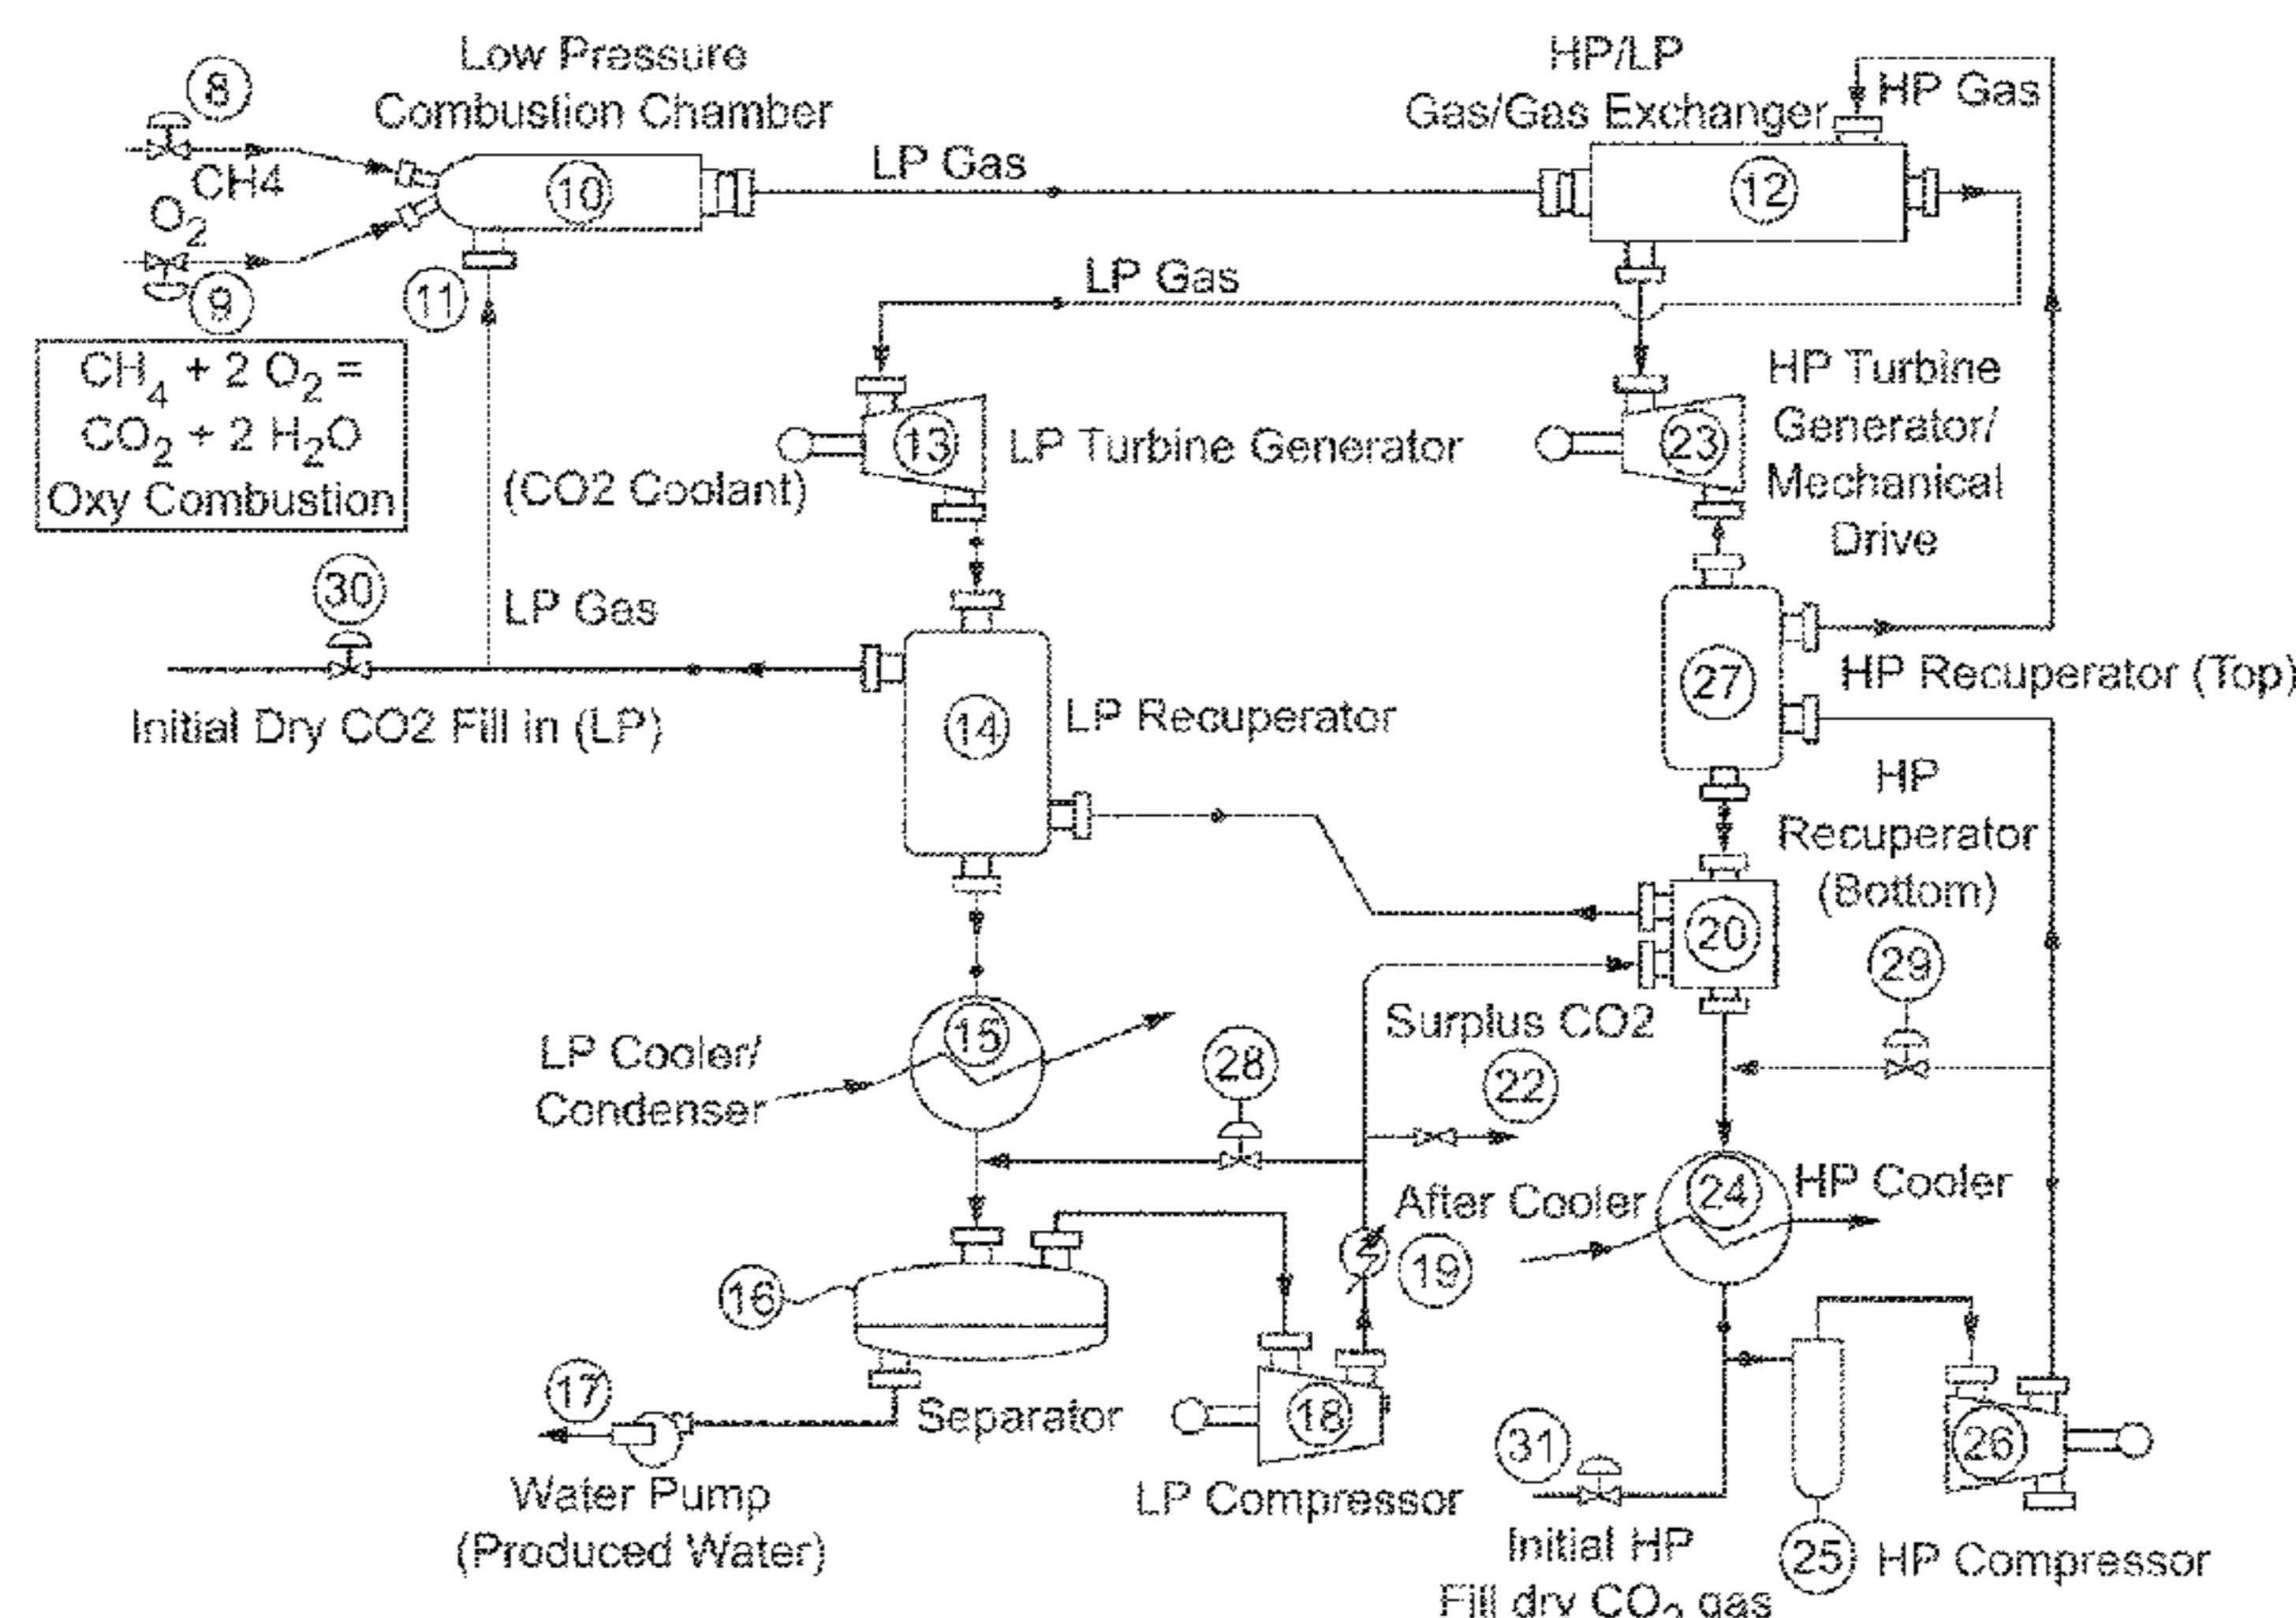 Low Pressure
Combustion Chamber
HP/LP
Gas/Gas Exchanger
HP Gas
8
CH4
O2
9
10
11
LP Gas
12
LP Gas
CH4 + 2 O2 =
CO2 + 2 H2O
Oxy Combustion
(CO2 Coolant)
13
LP Turbine Generator
23
HP Turbine
Generator/
Mechanical
Drive
30
LP Gas
Initial Dry CO2 Fill in (LP)
14
LP Recuperator
27
HP Recuperator (Top)
HP
Recuperator
(Bottom)
20
29
15
LP Cooler/
Condenser
28
Surplus CO2
22
After Cooler
19
24
HP Cooler
16
Separator
17
Water Pump
(Produced Water)
18
LP Compressor
31
Initial HP
Fill dry CO2 gas
25
26
HP Compressor